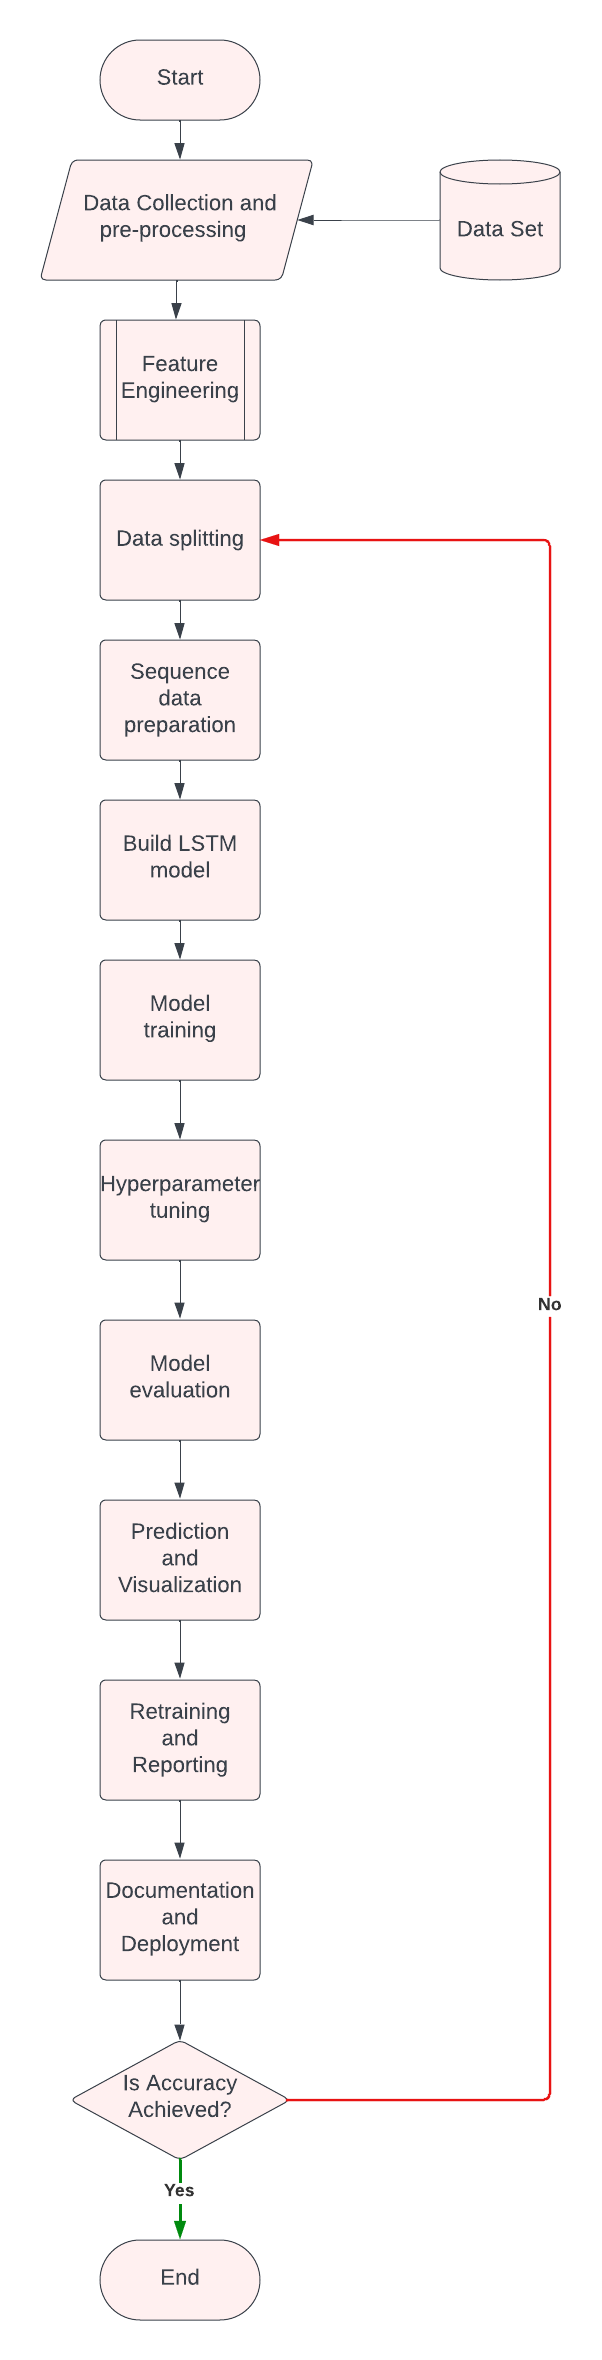 Start
Data Collection and
pre-processing
Data Set
Feature
Engineering
Data splitting
Sequence
data
preparation
Build LSTM
model
Model
training
Hyperparameter
tuning
No
Model
evaluation
Prediction
and
Visualization
Retraining
and
Reporting
Documentation
and
Deployment
Is Accuracy
Achieved?
Yes
End